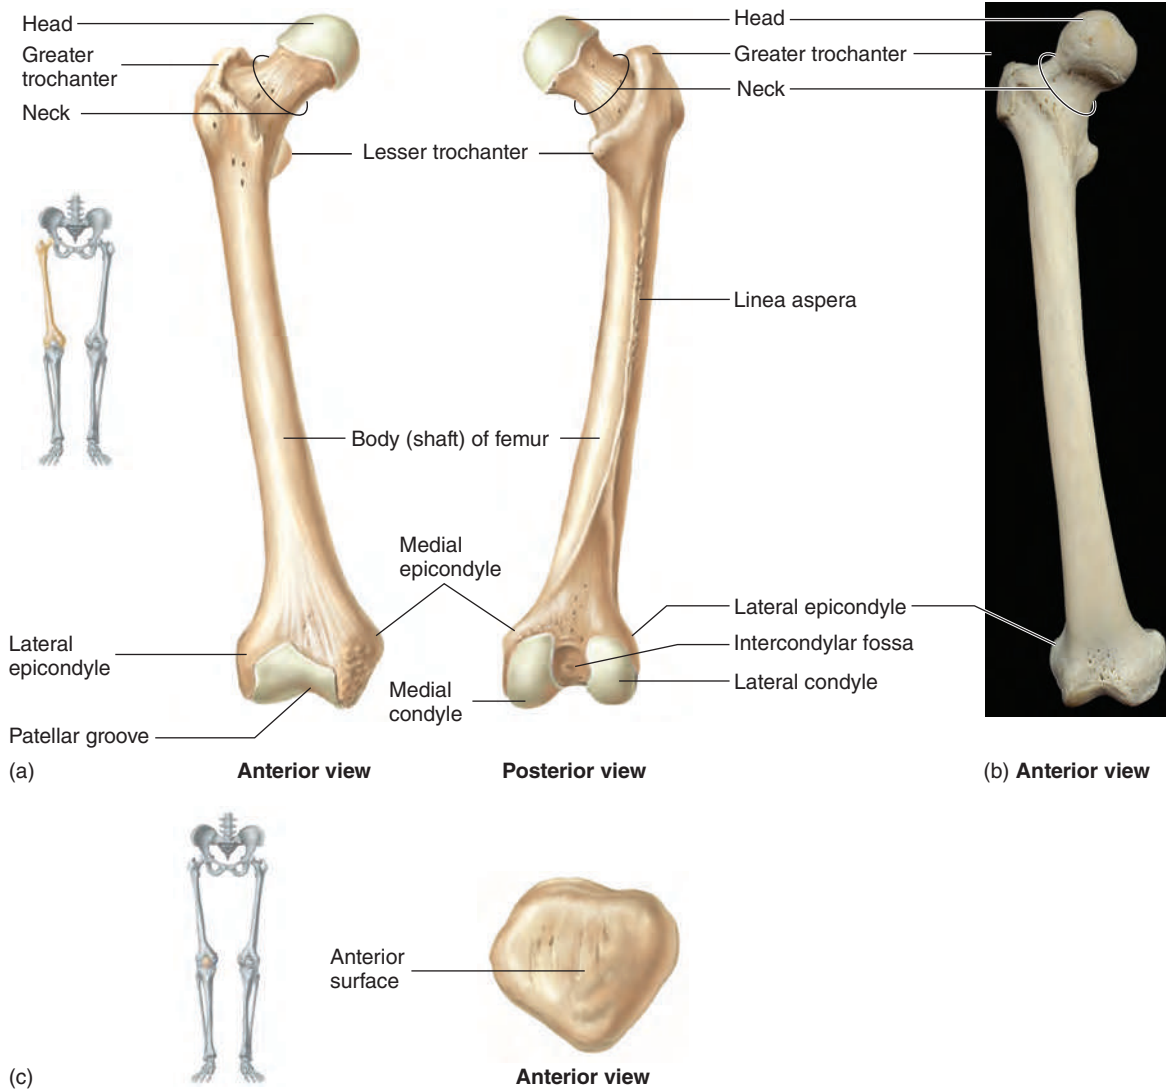 Head
Greater
trochanter
Neck
Lesser trochanter
Head
Greater trochanter
Neck
Linea aspera
Body (shaft) of femur
Medial
epicondyle
Lateral
epicondyle
Patellar groove
Medial
condyle
Lateral epicondyle
Intercondylar fossa
Lateral condyle
(a)
Anterior view
Posterior view
(b) Anterior view
Anterior
surface
(c)
Anterior view